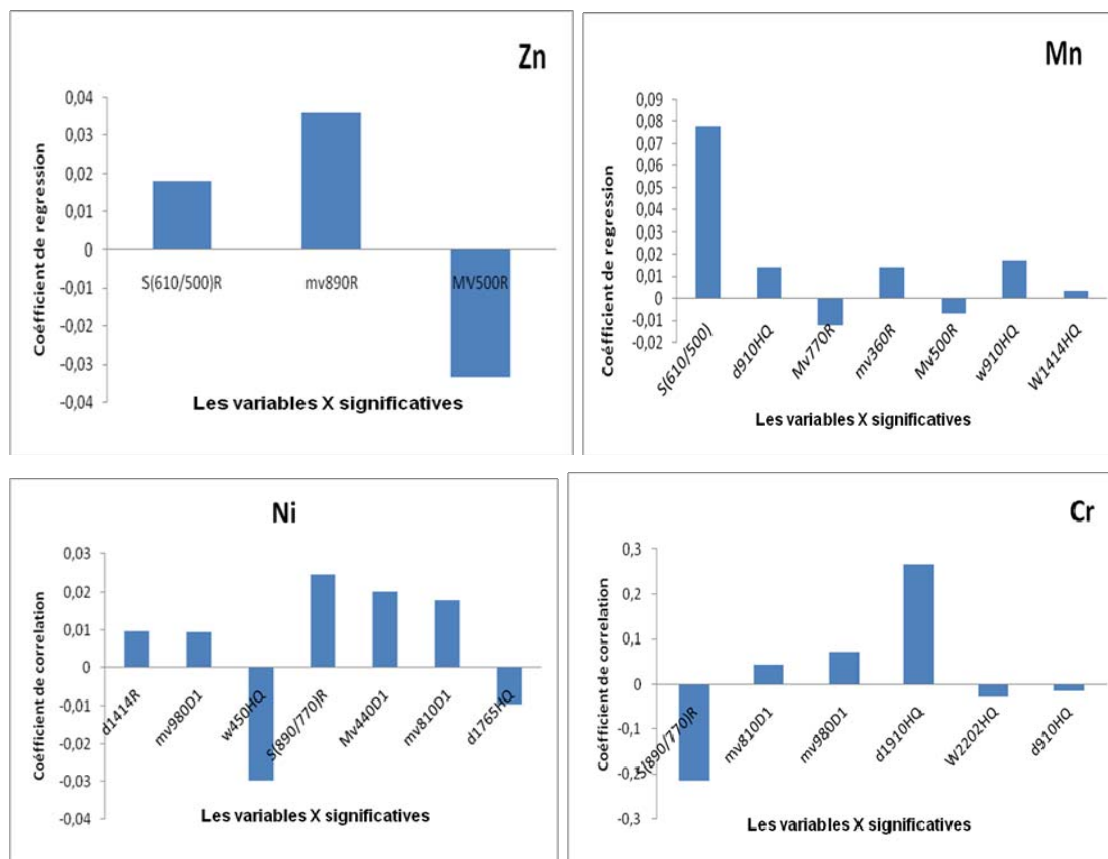 Zn
Coéfficient de regression
0,04
0,03
0,02
0,01
0
-0,01
-0,02
-0,03
-0,04
S(610/500)R
mv890R
MV500R
Les variables X significatives
Mn
Coéfficient de regression
0,09
0,08
0,07
0,06
0,05
0,04
0,03
0,02
0,01
0
-0,01
-0,02
S(610/500)
d910HQ
Mv770R
mv360R
Mv500R
w910HQ
W1414HQ
Les variables X significatives
Ni
Coéfficient de correlation
0,03
0,02
0,01
0
-0,01
-0,02
-0,03
-0,04
d1414R
mv980D1
w450HQ
S(890/770)R
Mv440D1
mv810D1
d1765HQ
Les variables X significatives
Cr
Coéfficient de correlation
0,3
0,2
0,1
0
-0,1
-0,2
-0,3
S(890/770)R
mv810D1
mv980D1
d1910HQ
W2202HQ
d910HQ
Les variables X significatives